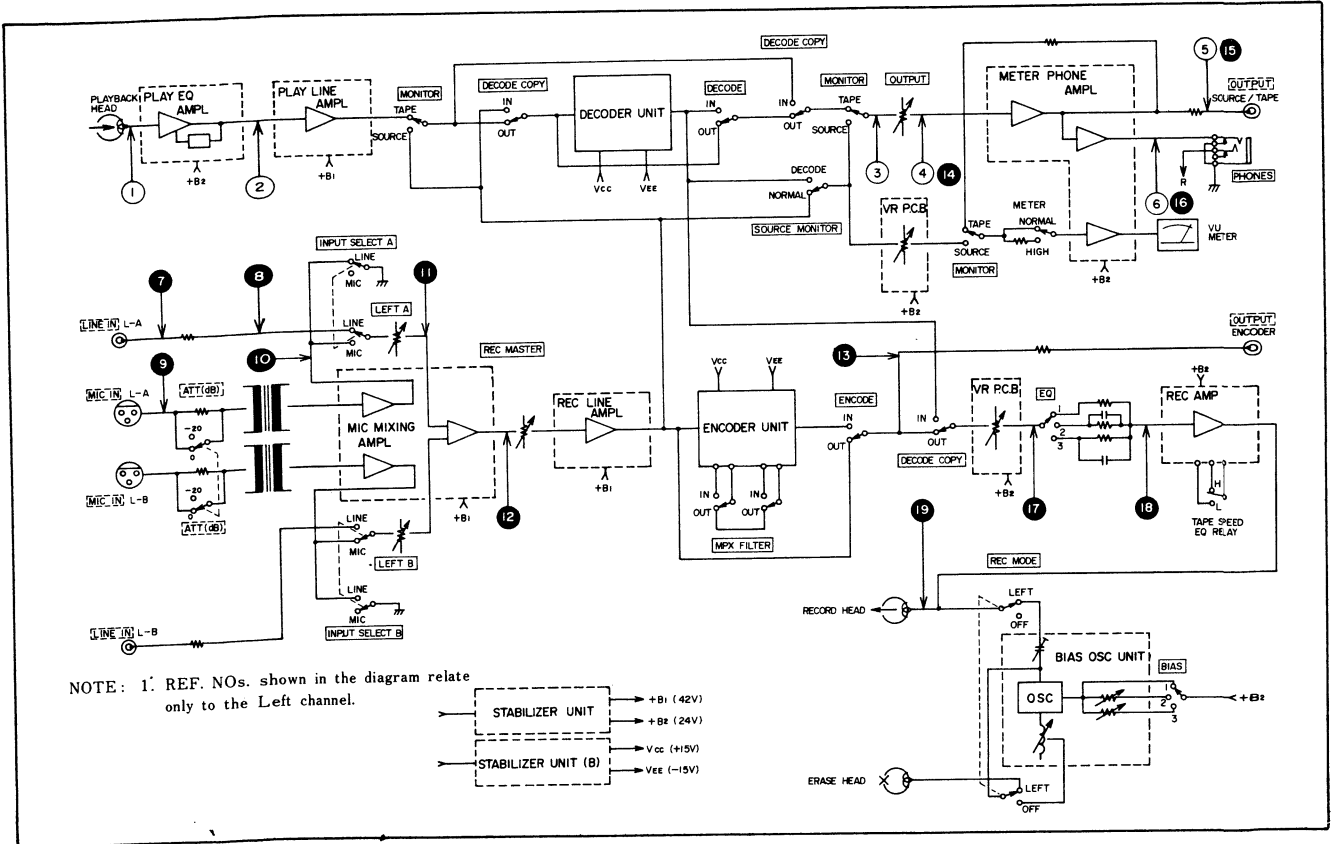 DECODE COPY
5 15
PLAYBACK HEAD
PLAY EQ AMPL
PLAY LINE AMPL
MONITOR
DECODE COPY
DECODER UNIT
DECODE
MONITOR
OUTPUT
METER PHONE AMPL
OUTPUT
SOURCE / TAPE
TAPE
SOURCE
IN
OUT
IN
OUT
IN
OUT
TAPE
SOURCE
+B2
+B1
VCC
VEE
1
2
3
4 14
6 16
R
PHONES
DECODE
NORMAL
SOURCE MONITOR
VR P.C.B
+B2
TAPE
SOURCE
MONITOR
METER
NORMAL
HIGH
+B2
VU METER
INPUT SELECT A
LINE
MIC
7
8
11
LINE IN L-A
LINE
MIC
LEFT A
9
10
REC MASTER
MIC IN L-A
ATT(dB)
-20
0
MIC MIXING AMPL
+B1
12
REC LINE AMPL
+B1
MIC IN L-B
-20
0
ATT(dB)
LINE
MIC
LEFT B
LINE
MIC
INPUT SELECT B
LINE IN L-B
VCC
VEE
ENCODER UNIT
IN
OUT
IN
OUT
MPX FILTER
ENCODE
IN
OUT
13
IN
OUT
DECODE COPY
VR P.C.B
+B2
17
EQ
1
2
3
18
OUTPUT
ENCODER
+B2
REC AMP
H
L
TAPE SPEED
EQ RELAY
19
REC MODE
RECORD HEAD
LEFT
OFF
BIAS OSC UNIT
OSC
BIAS
1
2
3
+B2
ERASE HEAD
LEFT
OFF
NOTE: 1. REF. NOs. shown in the diagram relate
only to the Left channel.
STABILIZER UNIT
+B1 (42V)
+B2 (24V)
STABILIZER UNIT (B)
VCC (+15V)
VEE (-15V)